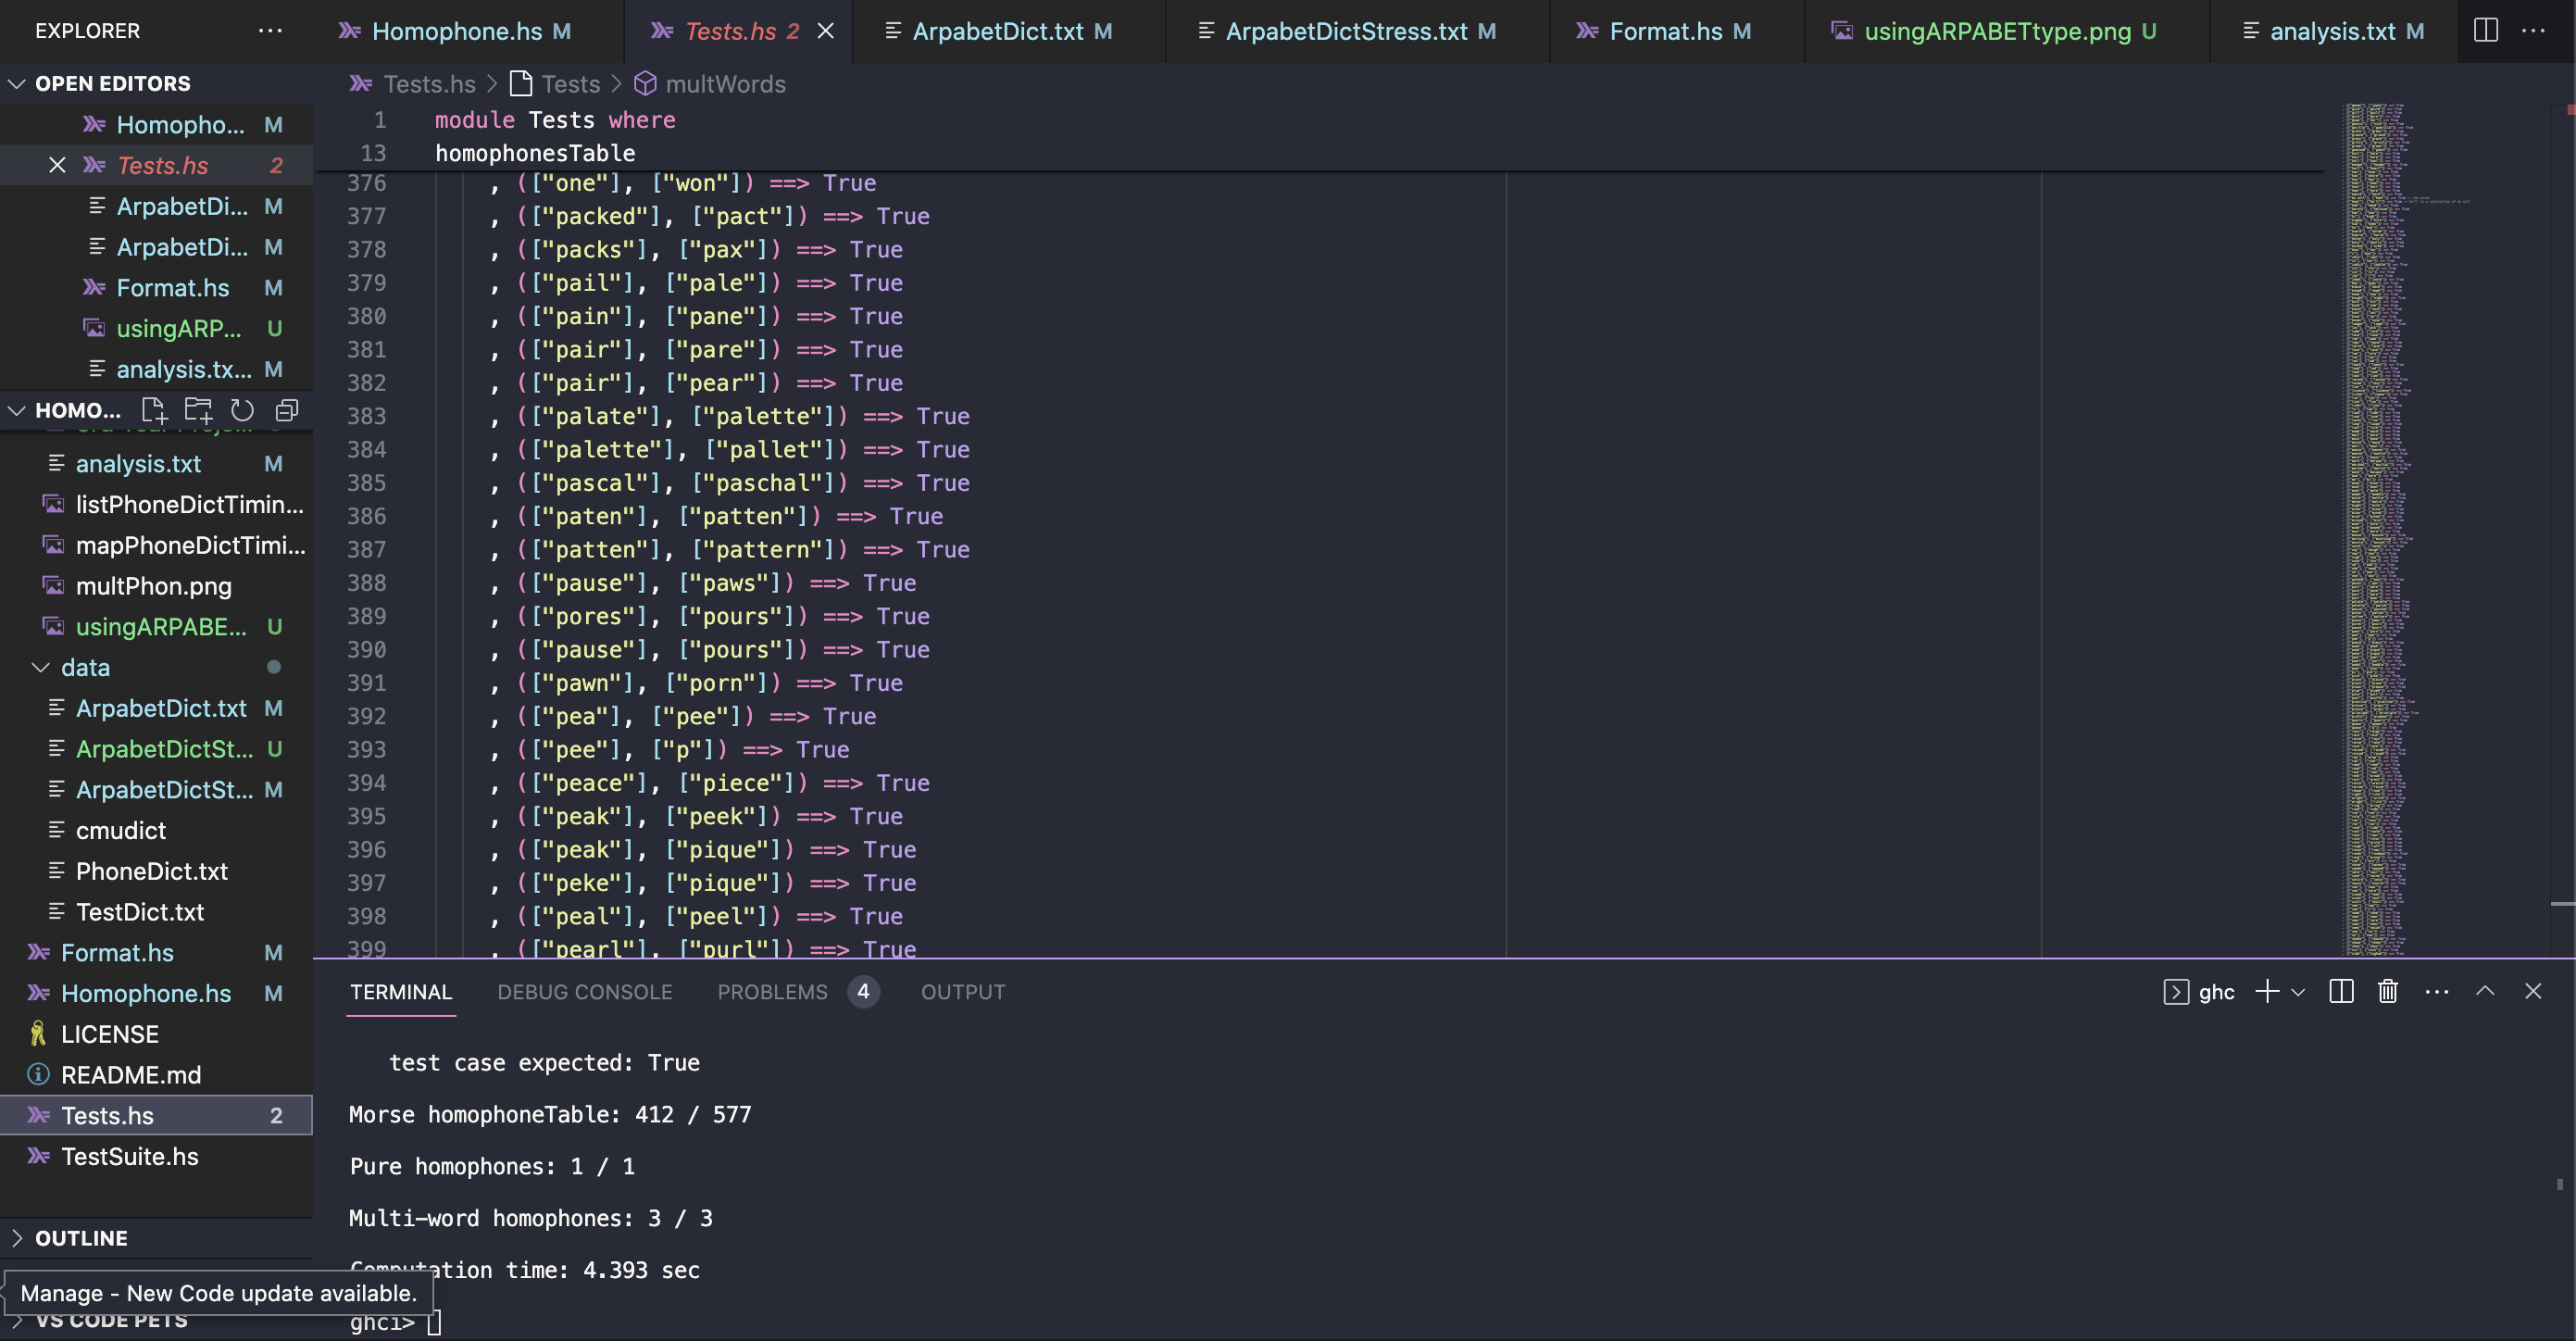 EXPLORER ...
Homophone.hs M
Tests.hs 2
ArpabetDict.txt M
ArpabetDictStress.txt M
Format.hs M
usingARPABETtype.png U
analysis.txt M
OPEN EDITORS
Homopho... M
Tests.hs 2
ArpabetDi... M
ArpabetDi... M
Format.hs M
usingARP... U
analysis.tx... M
HOMO...
analysis.txt M
listPhoneDictTimin...
mapPhoneDictTimi...
multPhon.png
usingARPABE... U
data
ArpabetDict.txt M
ArpabetDictSt... U
ArpabetDictSt... M
cmudict
PhoneDict.txt
TestDict.txt
Format.hs M
Homophone.hs M
LICENSE
README.md
Tests.hs 2
TestSuite.hs
OUTLINE
Manage - New Code update available.
VS CODE PETS
Tests.hs > Tests > multWords
1 module Tests where
13 homophonesTable
376 , (["one"], ["won"]) ==> True
377 , (["packed"], ["pact"]) ==> True
378 , (["packs"], ["pax"]) ==> True
379 , (["pail"], ["pale"]) ==> True
380 , (["pain"], ["pane"]) ==> True
381 , (["pair"], ["pare"]) ==> True
382 , (["pair"], ["pear"]) ==> True
383 , (["palate"], ["palette"]) ==> True
384 , (["palette"], ["pallet"]) ==> True
385 , (["pascal"], ["paschal"]) ==> True
386 , (["paten"], ["patten"]) ==> True
387 , (["patten"], ["pattern"]) ==> True
388 , (["pause"], ["paws"]) ==> True
389 , (["pores"], ["pours"]) ==> True
390 , (["pause"], ["pours"]) ==> True
391 , (["pawn"], ["porn"]) ==> True
392 , (["pea"], ["pee"]) ==> True
393 , (["pee"], ["p"]) ==> True
394 , (["peace"], ["piece"]) ==> True
395 , (["peak"], ["peek"]) ==> True
396 , (["peak"], ["pique"]) ==> True
397 , (["peke"], ["pique"]) ==> True
398 , (["peal"], ["peel"]) ==> True
399 , (["pearl"], ["purl"]) ==> True
TERMINAL DEBUG CONSOLE PROBLEMS 4 OUTPUT
ghc
test case expected: True
Morse homophoneTable: 412 / 577
Pure homophones: 1 / 1
Multi-word homophones: 3 / 3
Computation time: 4.393 sec
ghci>